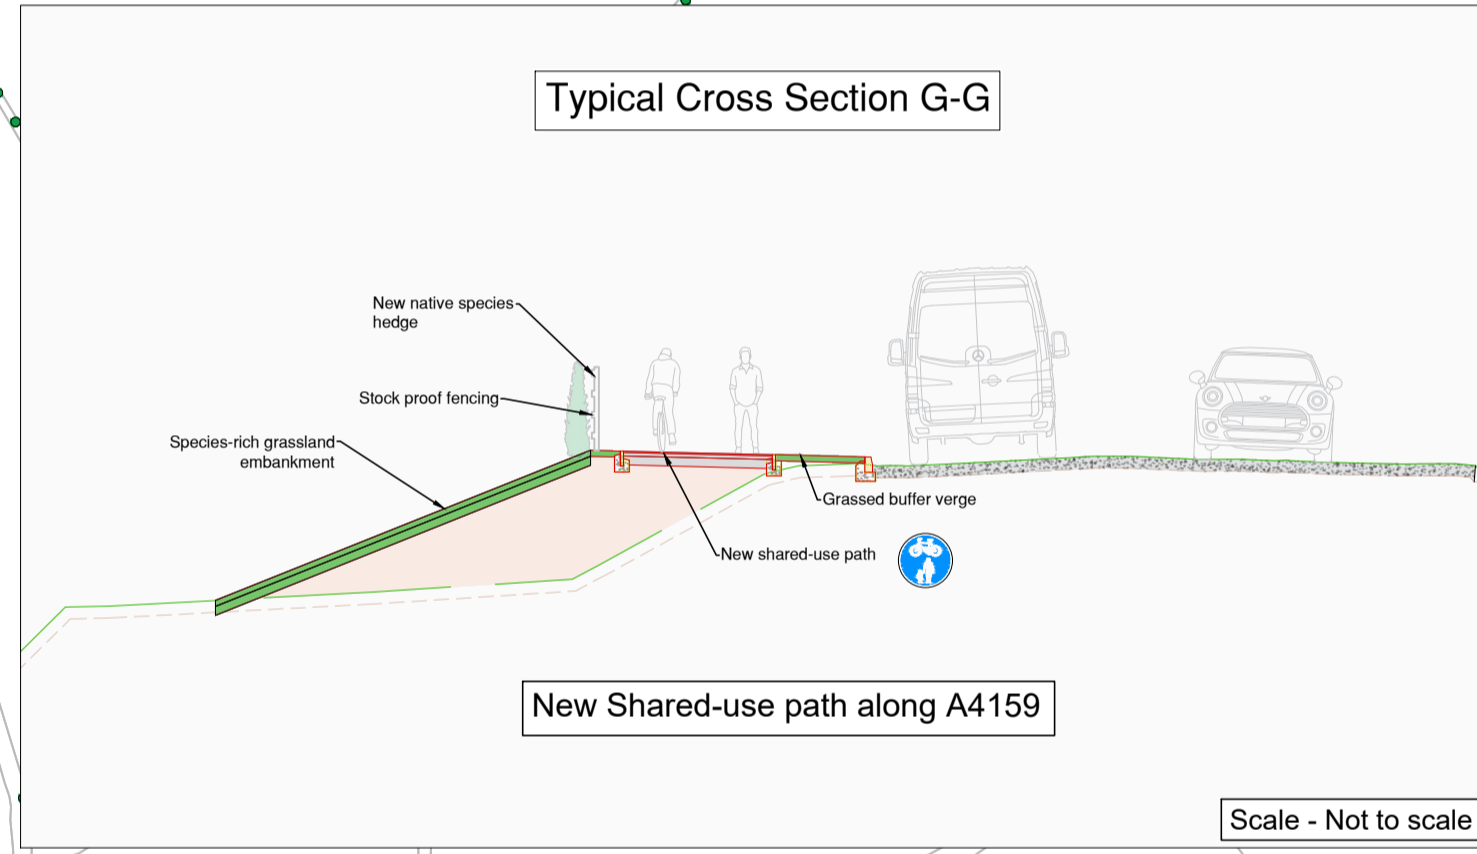 Typical Cross Section G-G
New native species
hedge
Stock proof fencing
Species-rich grassland
embankment
Grassed buffer verge
New shared-use path
New Shared-use path along A4159
Scale - Not to scale